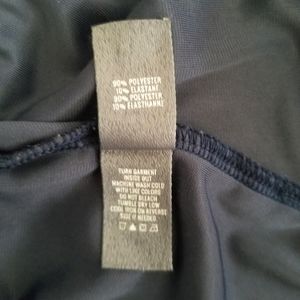 90% POLYESTER
10% ELASTANE
90% POLYESTER
10% ELASTHANNE
TURN GARMENT
INSIDE OUT
MACHINE WASH COLD
WITH LIKE COLORS
DO NOT BLEACH
TUMBLE DRY LOW
COOL IRON ON REVERSE
SIDE IF NEEDED